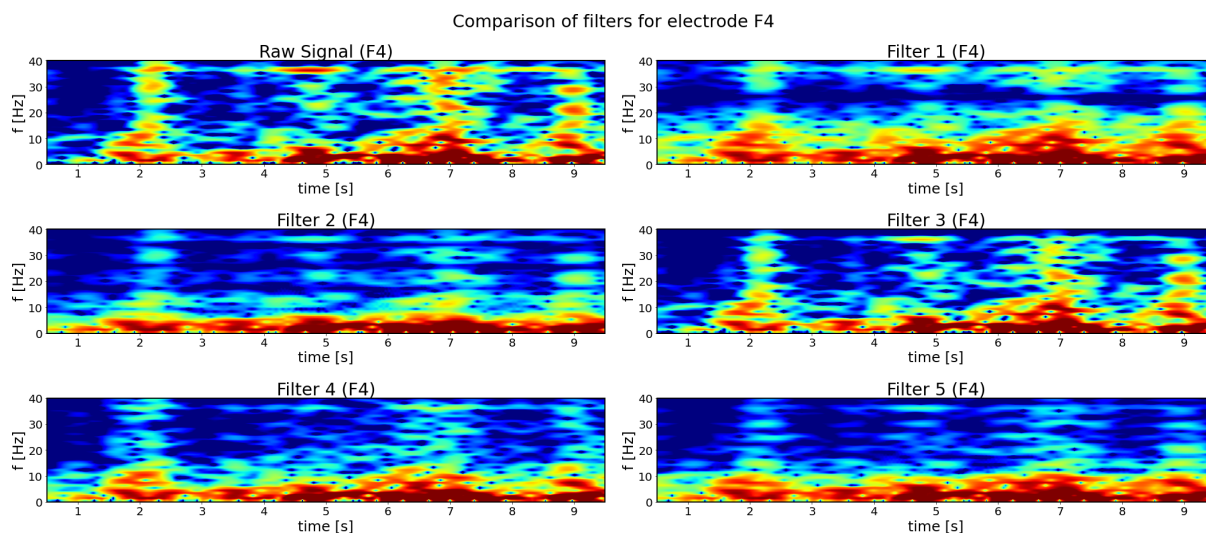 Comparison of filters for electrode F4
Raw Signal (F4)
f [Hz]
40
30
20
10
0
1 2 3 4 5 6 7 8 9
time [s]
Filter 1 (F4)
f [Hz]
40
30
20
10
0
1 2 3 4 5 6 7 8 9
time [s]
Filter 2 (F4)
f [Hz]
40
30
20
10
0
1 2 3 4 5 6 7 8 9
time [s]
Filter 3 (F4)
f [Hz]
40
30
20
10
0
1 2 3 4 5 6 7 8 9
time [s]
Filter 4 (F4)
f [Hz]
40
30
20
10
0
1 2 3 4 5 6 7 8 9
time [s]
Filter 5 (F4)
f [Hz]
40
30
20
10
0
1 2 3 4 5 6 7 8 9
time [s]